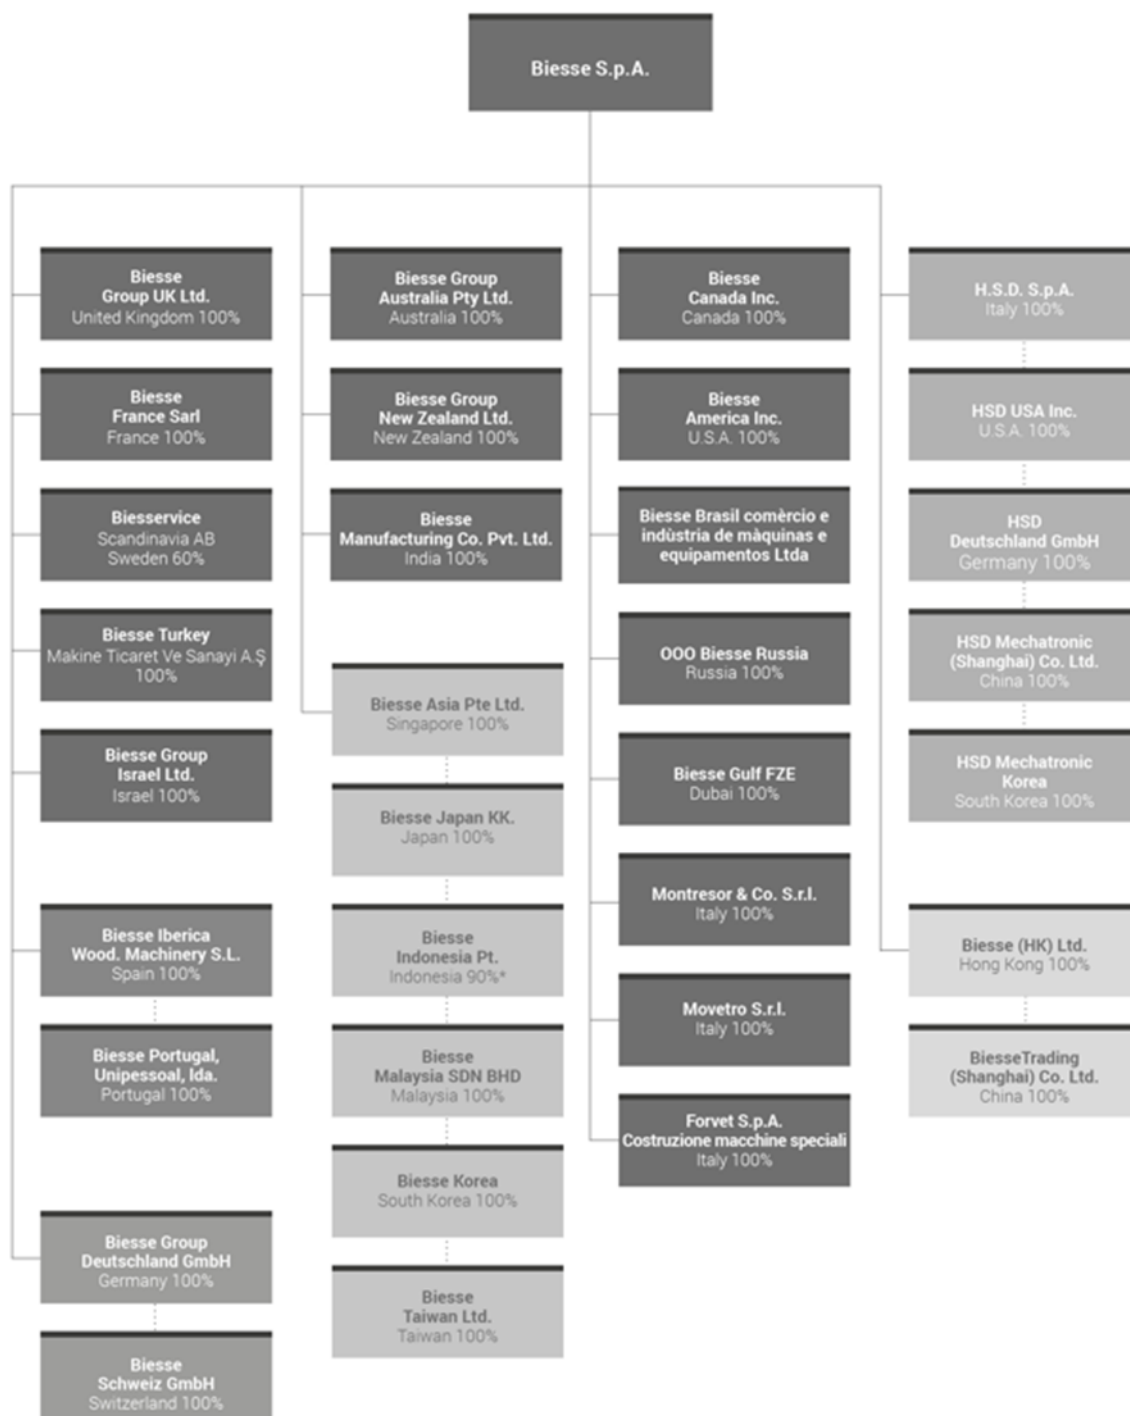 Biesse S.p.A.
Biesse
Group UK Ltd.
United Kingdom 100%
Biesse
France Sarl
France 100%
Biesservice
Scandinavia AB
Sweden 60%
Biesse Turkey
Makine Ticaret Ve Sanayi A.Ş
100%
Biesse Group
Israel Ltd.
Israel 100%
Biesse Iberica
Wood. Machinery S.L.
Spain 100%
Biesse Portugal,
Unipessoal, lda.
Portugal 100%
Biesse Group
Deutschland GmbH
Germany 100%
Biesse
Schweiz GmbH
Switzerland 100%
Biesse Group
Australia Pty Ltd.
Australia 100%
Biesse Group
New Zealand Ltd.
New Zealand 100%
Biesse
Manufacturing Co. Pvt. Ltd.
India 100%
Biesse Asia Pte Ltd.
Singapore 100%
Biesse Japan KK.
Japan 100%
Biesse
Indonesia Pt.
Indonesia 90%*
Biesse
Malaysia SDN BHD
Malaysia 100%
Biesse Korea
South Korea 100%
Biesse
Taiwan Ltd.
Taiwan 100%
Biesse
Canada Inc.
Canada 100%
Biesse
America Inc.
U.S.A. 100%
Biesse Brasil comèrcio e
indùstria de màquinas e
equipamentos Ltda
OOO Biesse Russia
Russia 100%
Biesse Gulf FZE
Dubai 100%
Montresor & Co. S.r.l.
Italy 100%
Movetro S.r.l.
Italy 100%
Forvet S.p.A.
Costruzione macchine speciali
Italy 100%
H.S.D. S.p.A.
Italy 100%
HSD USA Inc.
U.S.A. 100%
HSD
Deutschland GmbH
Germany 100%
HSD Mechatronic
(Shanghai) Co. Ltd.
China 100%
HSD Mechatronic
Korea
South Korea 100%
Biesse (HK) Ltd.
Hong Kong 100%
BiesseTrading
(Shanghai) Co. Ltd.
China 100%